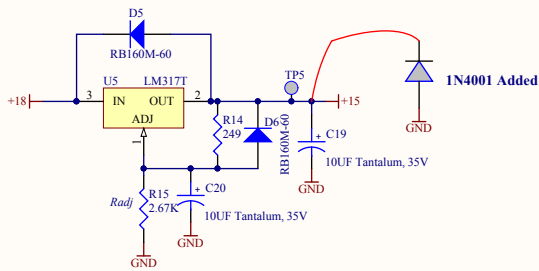 D5
RB160M-60
U5
LM317T
TP5
1N4001 Added
+18
3
IN
OUT
2
+15
ADJ
1
R14
249
D6
RB160M-60
C19
10UF Tantalum, 35V
GND
GND
Radj
R15
2.67K
C20
10UF Tantalum, 35V
GND
GND